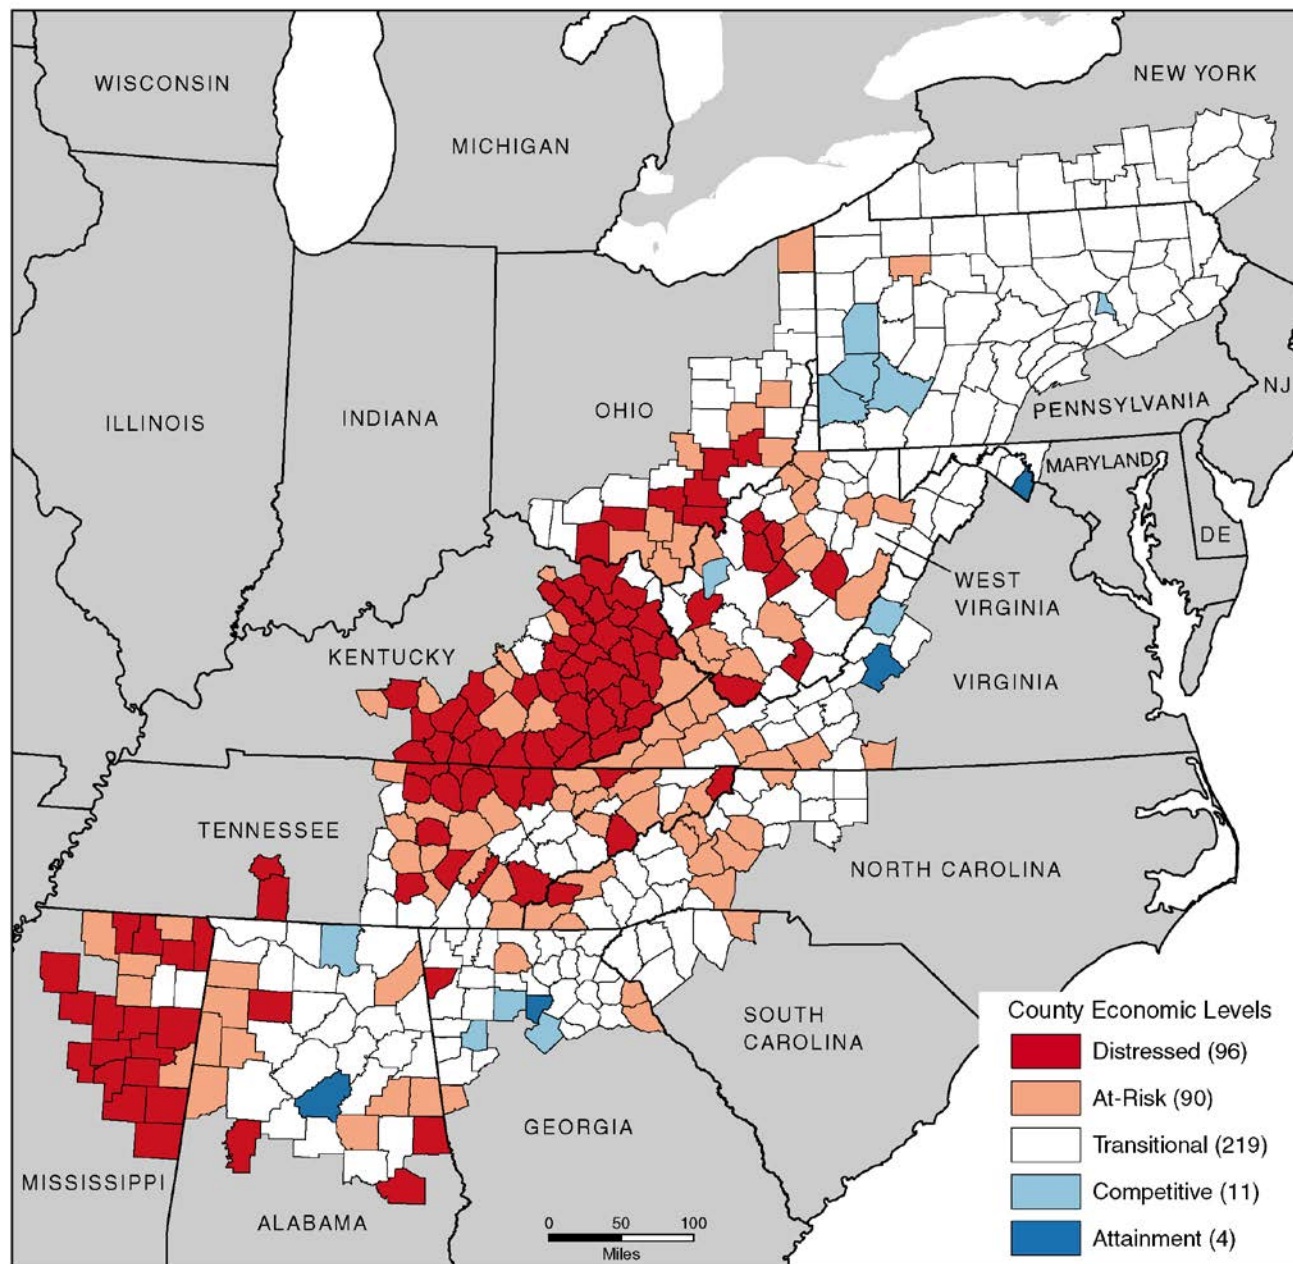 NEW YORK
WISCONSIN
MICHIGAN
NJ
PENNSYLVANIA
OHIO
ILLINOIS
INDIANA
MARYLAND
DE
WEST
VIRGINIA
KENTUCKY
VIRGINIA
TENNESSEE
NORTH CAROLINA
SOUTH
CAROLINA
GEORGIA
MISSISSIPPI
ALABAMA
0 50 100
Miles
County Economic Levels
Distressed (96)
At-Risk (90)
Transitional (219)
Competitive (11)
Attainment (4)